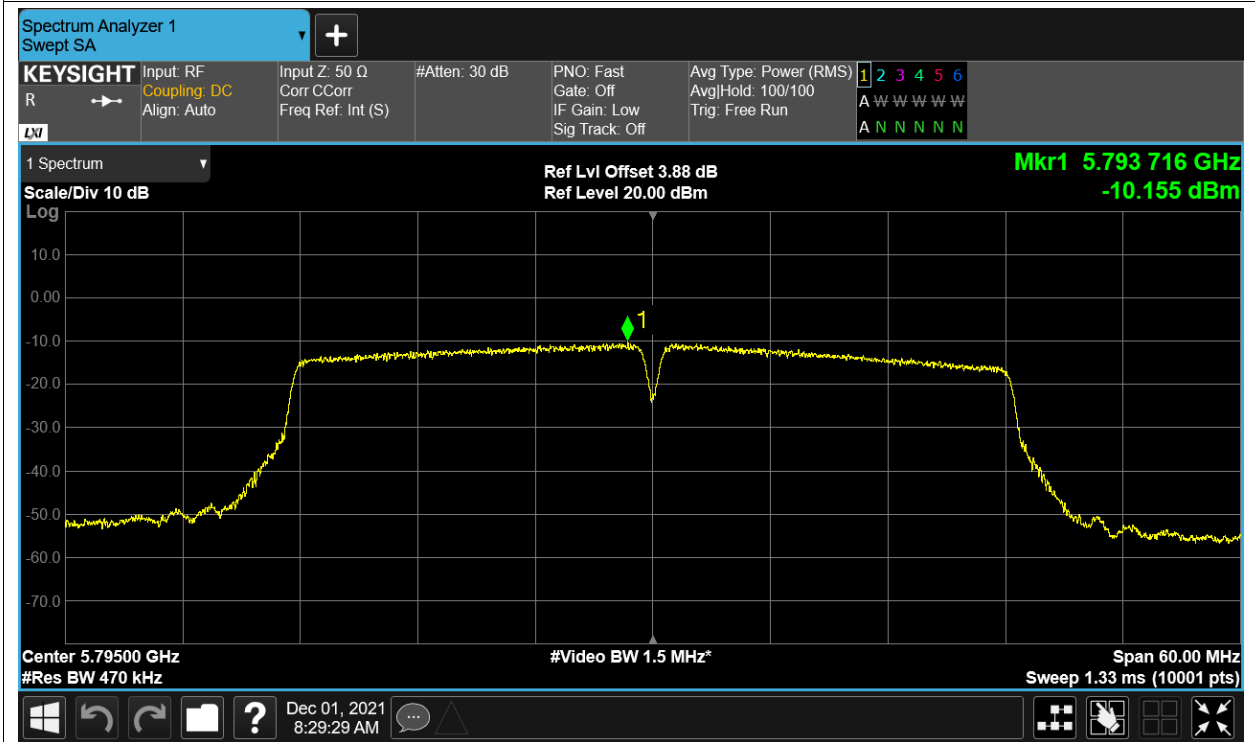 Spectrum Analyzer 1
Swept SA
KEYSIGHT
R
LXI
Input: RF
Coupling: DC
Align: Auto
Input Z: 50 Ω
Corr CCorr
Freq Ref: Int (S)
#Atten: 30 dB
PNO: Fast
Gate: Off
IF Gain: Low
Sig Track: Off
Avg Type: Power (RMS)
Avg|Hold: 100/100
Trig: Free Run
1 2 3 4 5 6
A W W W W W
A N N N N N
1 Spectrum
Scale/Div 10 dB
Log
Ref Lvl Offset 3.88 dB
Ref Level 20.00 dBm
Mkr1 5.793 716 GHz
-10.155 dBm
10.0
0.00
-10.0
-20.0
-30.0
-40.0
-50.0
-60.0
-70.0
1
Center 5.79500 GHz
#Res BW 470 kHz
#Video BW 1.5 MHz*
Span 60.00 MHz
Sweep 1.33 ms (10001 pts)
?
Dec 01, 2021
8:29:29 AM